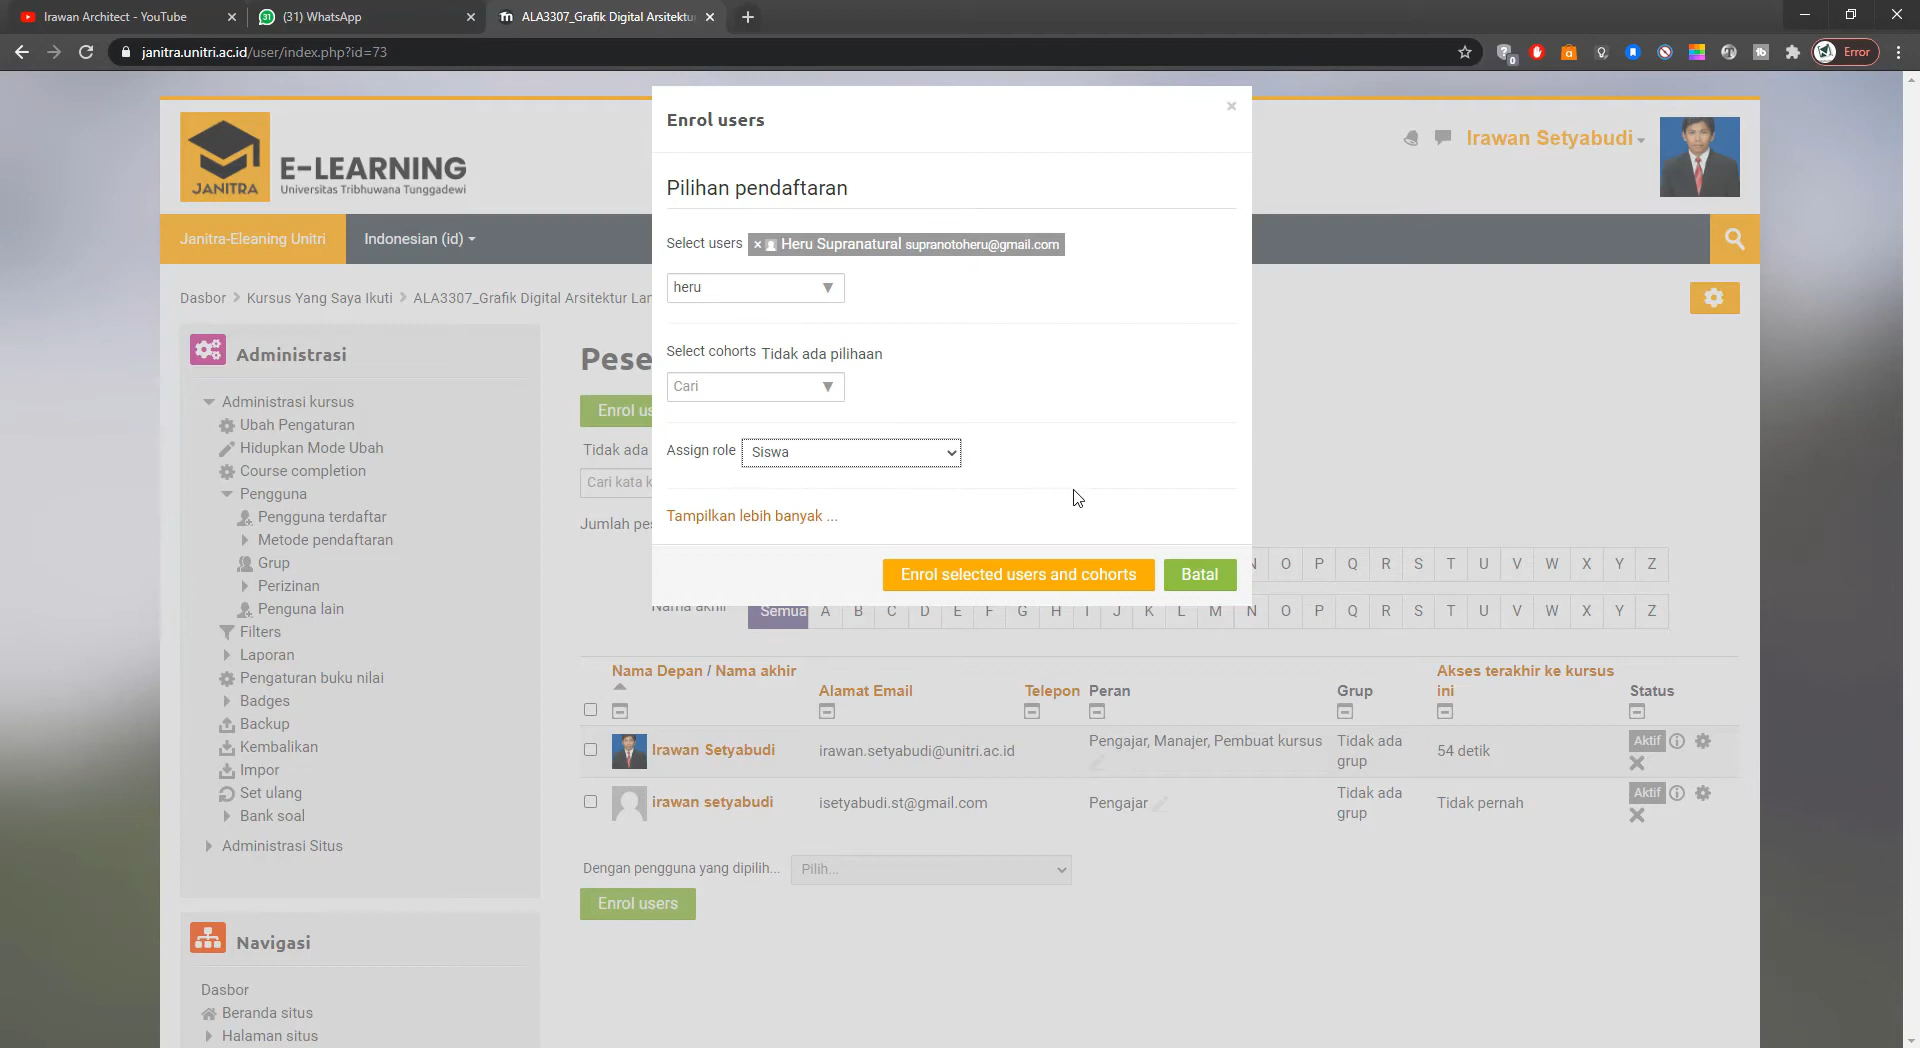 Irawan Architect - YouTube
(31) WhatsApp
ALA3307_Grafik Digital Arsitektu
janitra.unitri.ac.id/user/index.php?id=73
Error
JANITRA
E-LEARNING
Universitas Tribhuwana Tunggadewi
Irawan Setyabudi
Janitra-Eleaning Unitri
Indonesian (id)
Dasbor
Kursus Yang Saya Ikuti
ALA3307_Grafik Digital Arsitektur Lan
Enrol users
×
Pilihan pendaftaran
Select users
× Heru Supranatural supranotoheru@gmail.com
heru
Select cohorts
Tidak ada pilihaan
Cari
Assign role
Siswa
Tampilkan lebih banyak ...
Enrol selected users and cohorts
Batal
Administrasi
Administrasi kursus
Ubah Pengaturan
Hidupkan Mode Ubah
Course completion
Pengguna
Pengguna terdaftar
Metode pendaftaran
Grup
Perizinan
Penguna lain
Filters
Laporan
Pengaturan buku nilai
Badges
Backup
Kembalikan
Impor
Set ulang
Bank soal
Administrasi Situs
Navigasi
Dasbor
Beranda situs
Halaman situs
Pese
Enrol us
Tidak ada
Cari kata k
Jumlah pes
N O P Q R S T U V W X Y Z
Nama akhir
Semua A B C D E F G H I J K L M N O P Q R S T U V W X Y Z
Nama Depan / Nama akhir
Alamat Email
Telepon
Peran
Grup
Akses terakhir ke kursus
ini
Status
Irawan Setyabudi
irawan.setyabudi@unitri.ac.id
Pengajar, Manajer, Pembuat kursus
Tidak ada
grup
54 detik
Aktif
irawan setyabudi
isetyabudi.st@gmail.com
Pengajar
Tidak ada
grup
Tidak pernah
Aktif
Dengan pengguna yang dipilih...
Pilih...
Enrol users